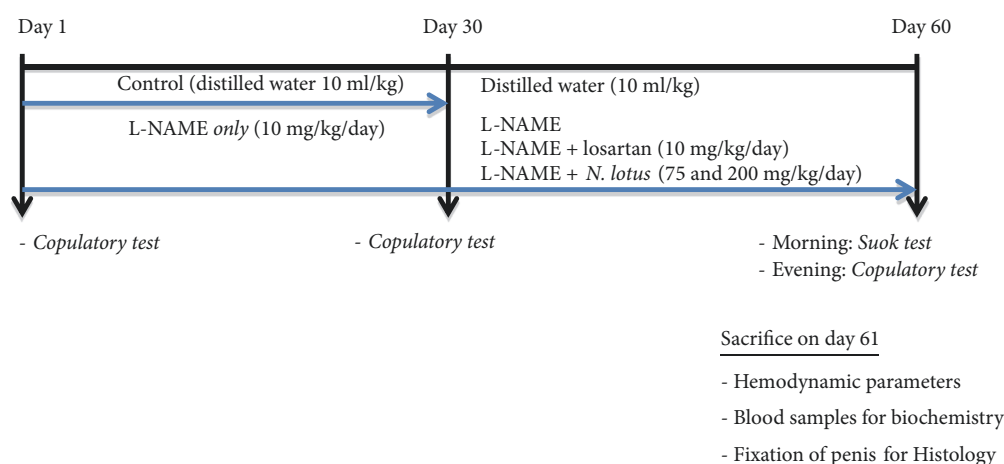 Day 1
Day 30
Day 60
Control (distilled water 10 ml/kg)
L-NAME only (10 mg/kg/day)
Distilled water (10 ml/kg)
L-NAME
L-NAME + losartan (10 mg/kg/day)
L-NAME + N. lotus (75 and 200 mg/kg/day)
- Copulatory test
- Copulatory test
- Morning: Suok test
- Evening: Copulatory test
Sacrifice on day 61
- Hemodynamic parameters
- Blood samples for biochemistry
- Fixation of penis for Histology